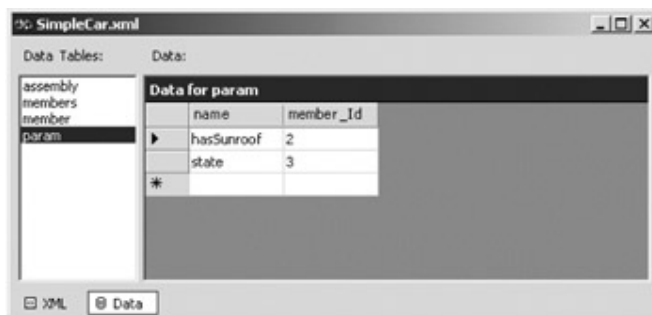 SimpleCar.xml
Data Tables:
Data:
assembly
members
member
param
Data for param
name member_Id
hasSunroof 2
state 3
XML Data